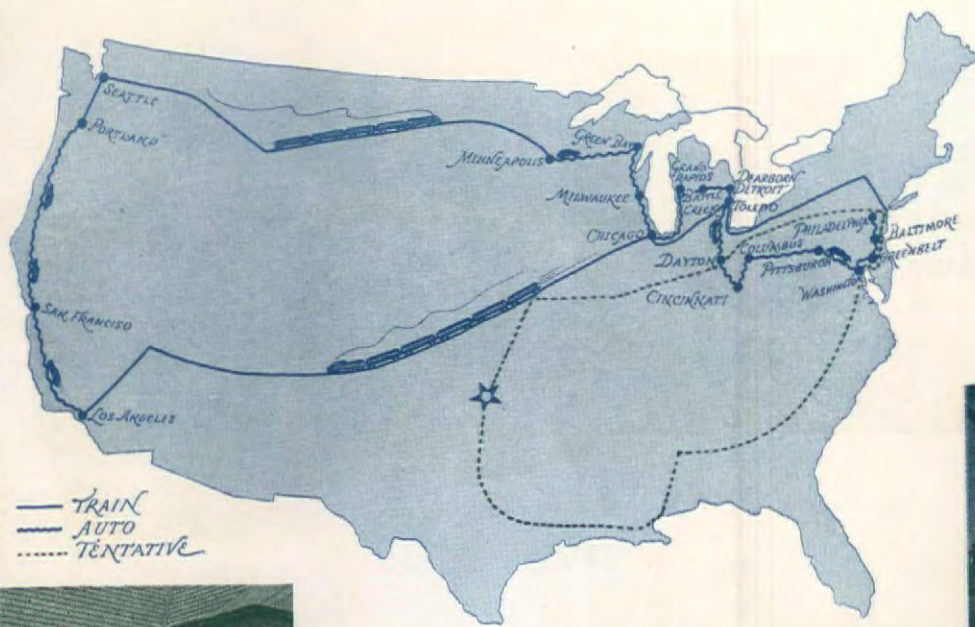 SEATTLE
PORTLAND
MINNEAPOLIS
GREEN BAY
MILWAUKEE
CHICAGO
GRAND
RAPIDS
BATTLE
CREEK
DEARBORN
DETROIT
TOLEDO
DAYTON
COLUMBUS
CINCINNATI
PITTSBURGH
PHILADELPHIA
BALTIMORE
GREENBELT
WASHINGTON
SAN FRANCISO
LOS ANGELES
TRAIN
AUTO
TENTATIVE